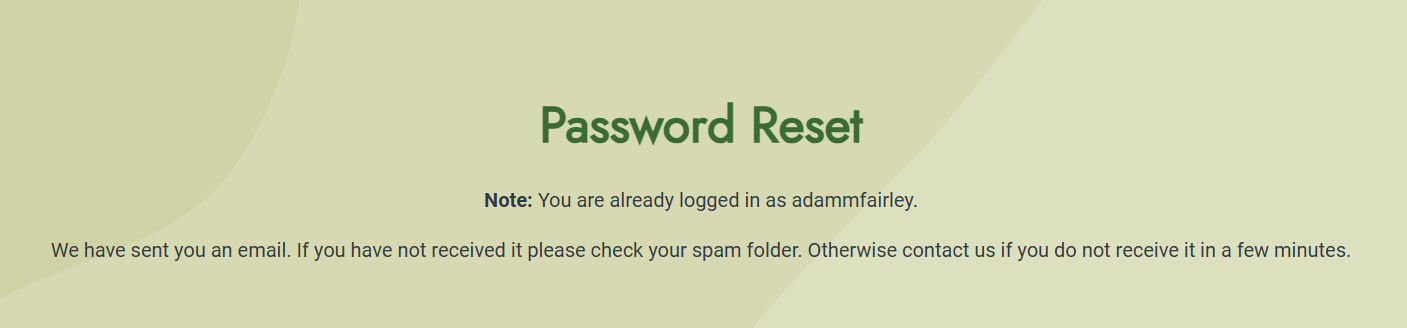 Password Reset
Note: You are already logged in as adammfairley.
We have sent you an email. If you have not received it please check your spam folder. Otherwise contact us if you do not receive it in a few minutes.